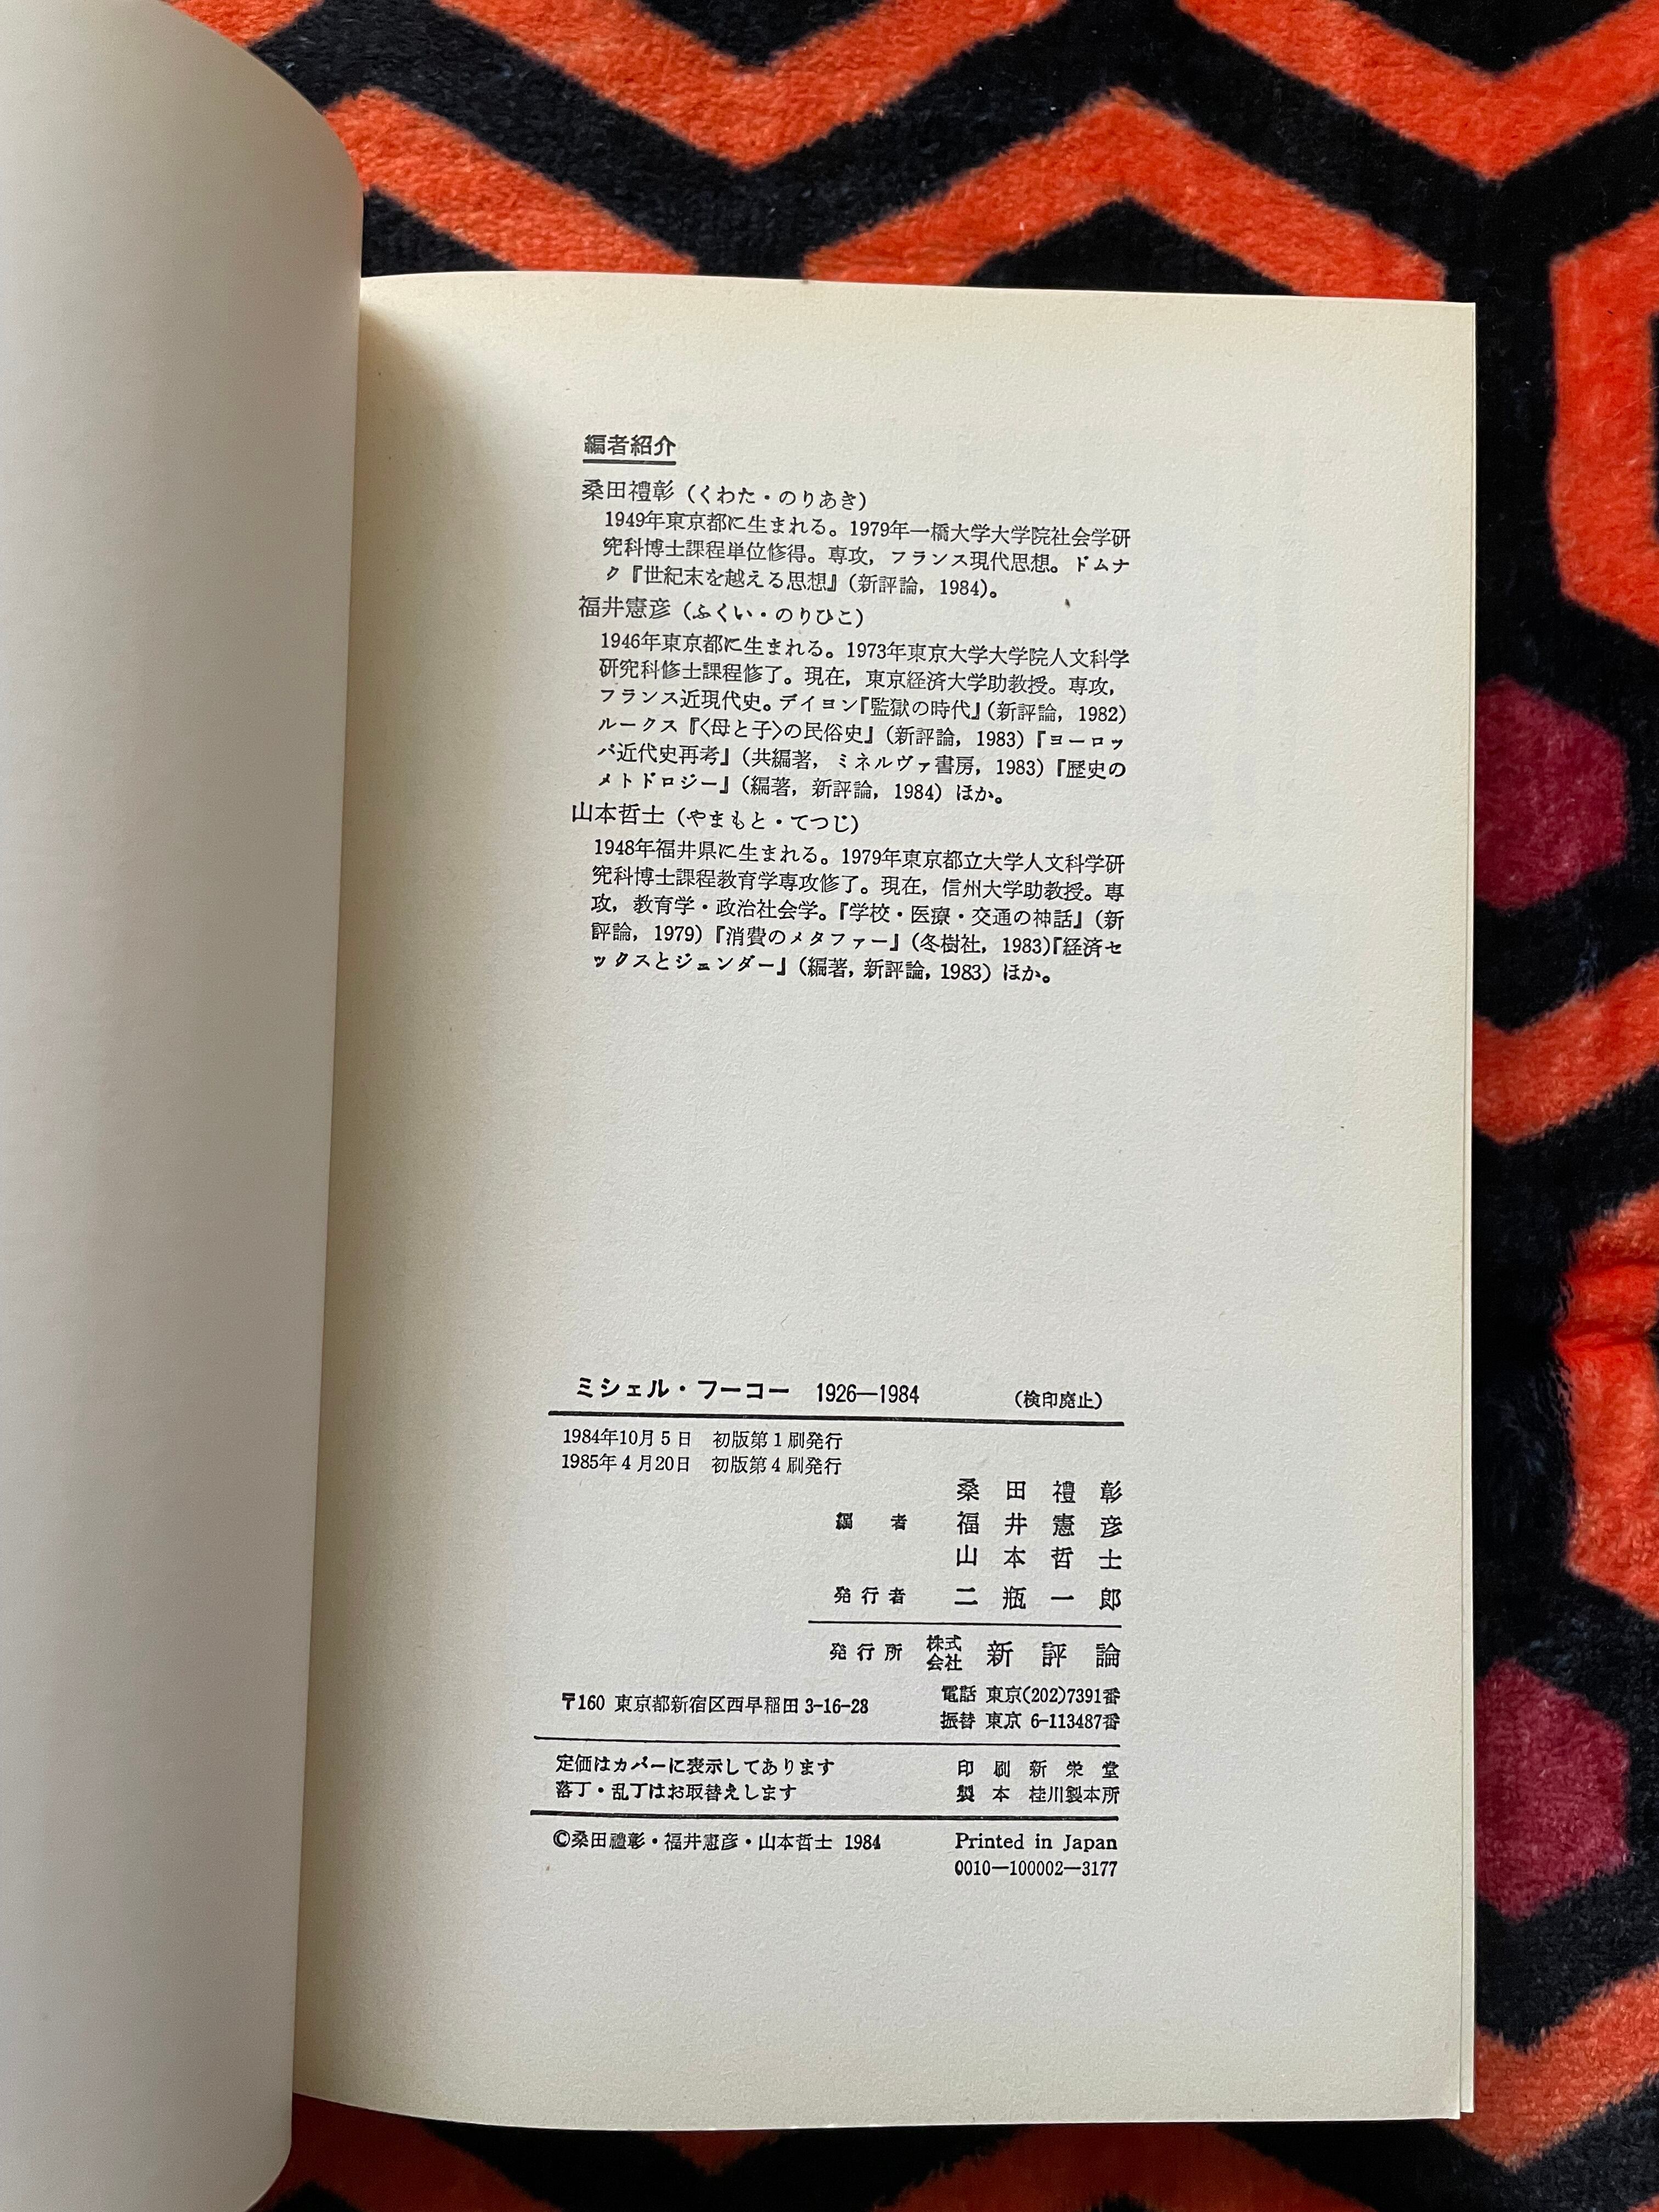 編者紹介
桑田禮彰(くわた・のりあき)
1949年東京都に生まれる。1979年一橋大学大学院社会学研
究科博士課程単位修得。専攻,フランス現代思想。ドムナ
ク『世紀末を越える思想』(新評論,1984)。
福井憲彦(ふくい・のりひこ)
1946年東京都に生まれる。1973年東京大学大学院人文科学
研究科修士課程修了。現在,東京経済大学助教授。専攻,
フランス近現代史。デイヨン『監獄の時代』(新評論,1982)
ルークス『〈母と子〉の民俗史』(新評論,1983)『ヨーロッ
パ近代史再考』(共編著,ミネルヴァ書房,1983)『歴史の
メトドロジー』(編著,新評論,1984)ほか。
山本哲士(やまもと・てつじ)
1948年福井県に生まれる。1979年東京都立大学人文科学研
究科博士課程教育学専攻修了。現在,信州大学助教授。専
攻,教育学・政治社会学。『学校・医療・交通の神話』(新
評論,1979)『消費のメタファー』(冬樹社,1983)『経済セ
ックスとジェンダー』(編著,新評論,1983)ほか。
ミシェル・フーコー 1926—1984 (検印廃止)
1984年10月5日 初版第1刷発行
1985年4月20日 初版第4刷発行
桑田禮彰
編者 福井憲彦
山本哲士
発行者 二瓶一郎
発行所 株式会社 新評論
〒160 東京都新宿区西早稲田3-16-28
電話 東京(202)7391番
振替 東京 6-113487番
定価はカバーに表示してあります
落丁・乱丁はお取替えします
印刷 新栄堂
製本 桂川製本所
©桑田禮彰・福井憲彦・山本哲士 1984
Printed in Japan
0010—100002—3177